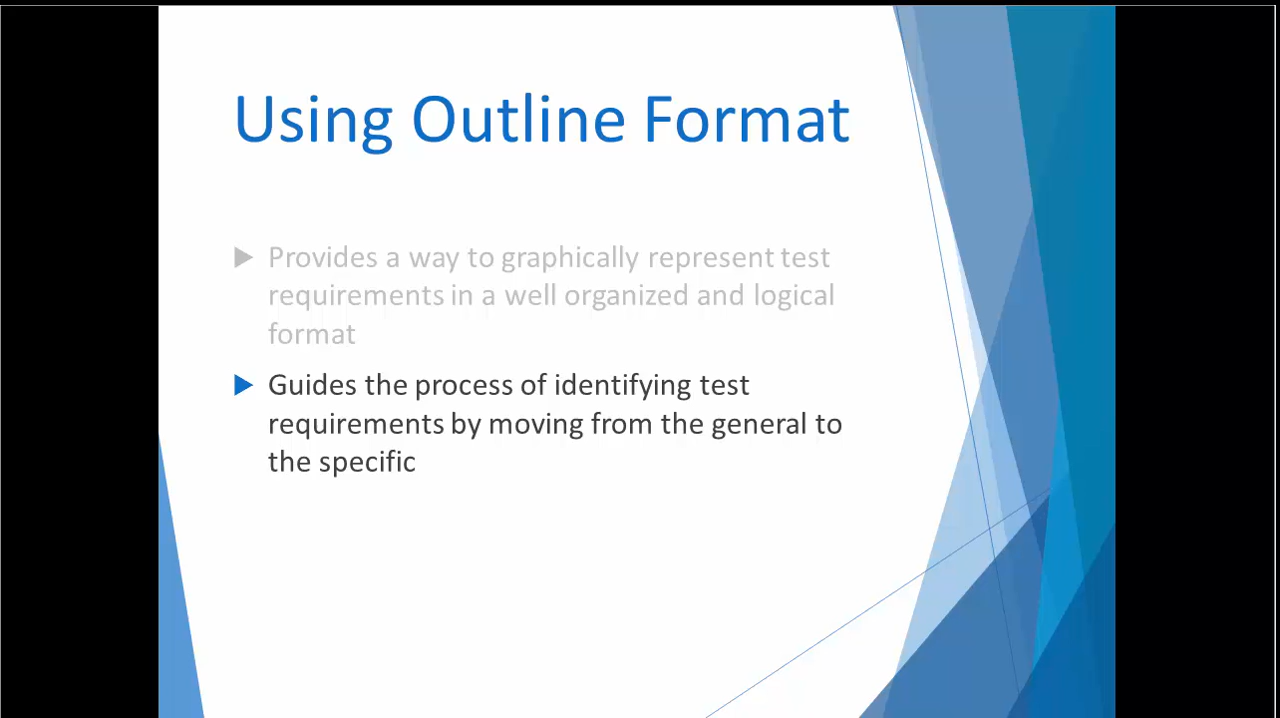 Using Outline Format
Provides a way to graphically represent test
requirements in a well organized and logical
format
Guides the process of identifying test
requirements by moving from the general to
the specific